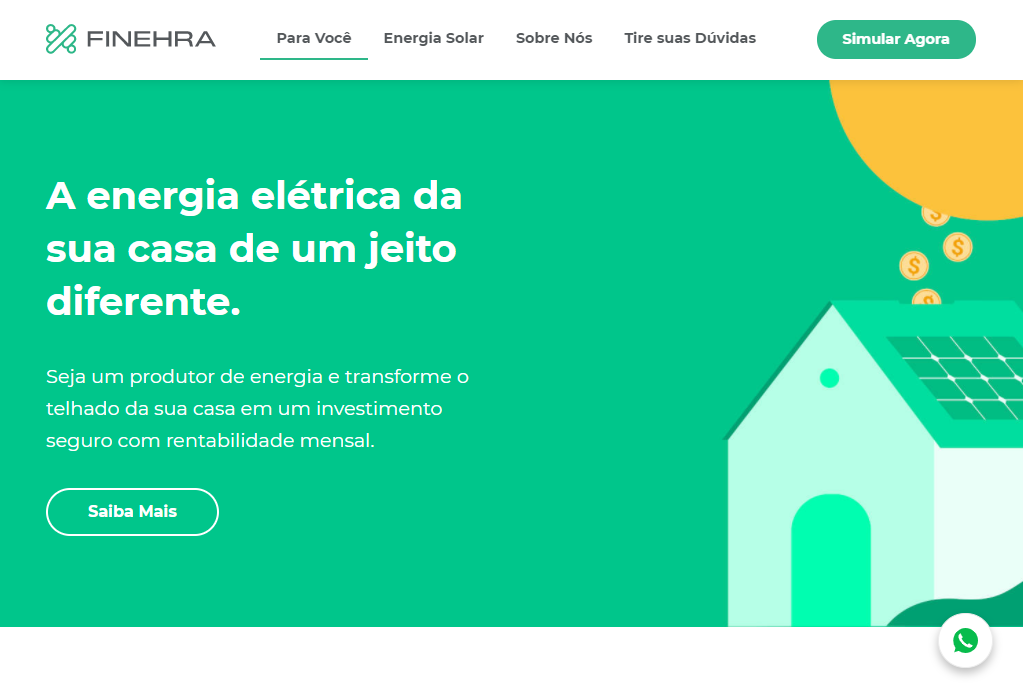 FINEHRA
Para Você
Energia Solar
Sobre Nós
Tire suas Dúvidas
Simular Agora
A energia elétrica da
sua casa de um jeito
diferente.
Seja um produtor de energia e transforme o
telhado da sua casa em um investimento
seguro com rentabilidade mensal.
Saiba Mais
$
$
$
$